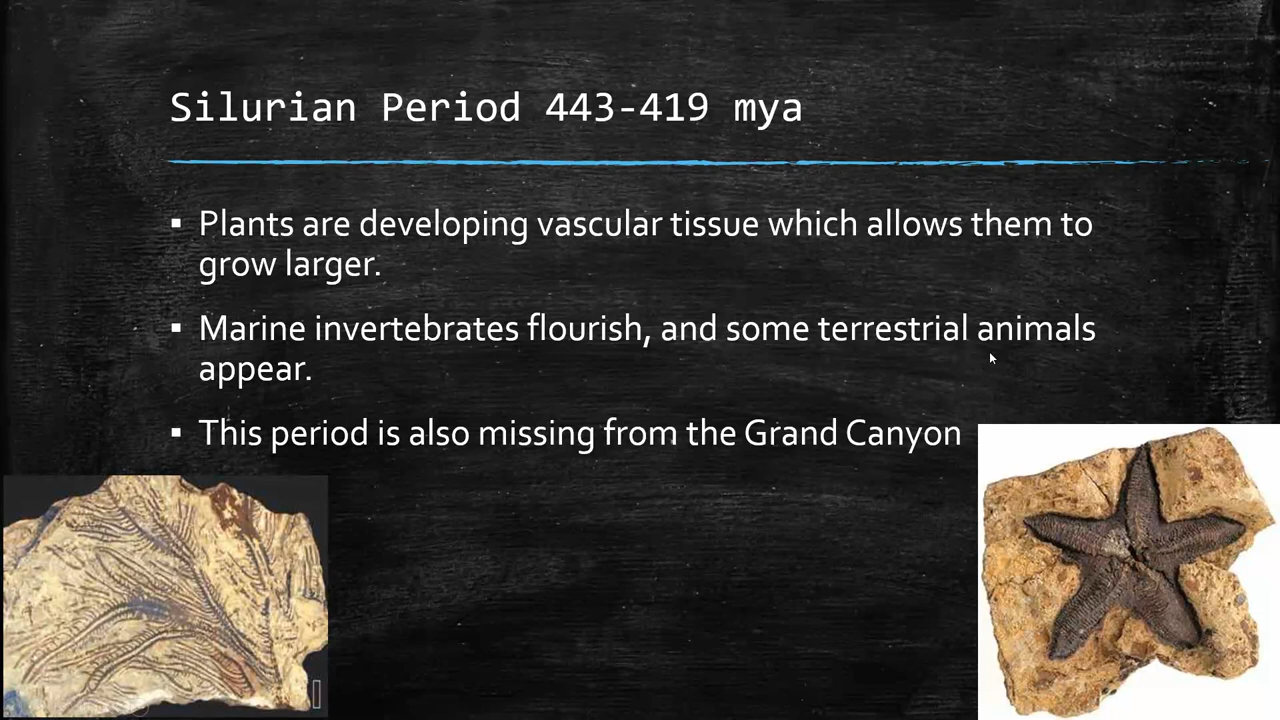 Silurian Period 443-419 mya
▪ Plants are developing vascular tissue which allows them to
grow larger.
▪ Marine invertebrates flourish, and some terrestrial animals
appear.
▪ This period is also missing from the Grand Canyon